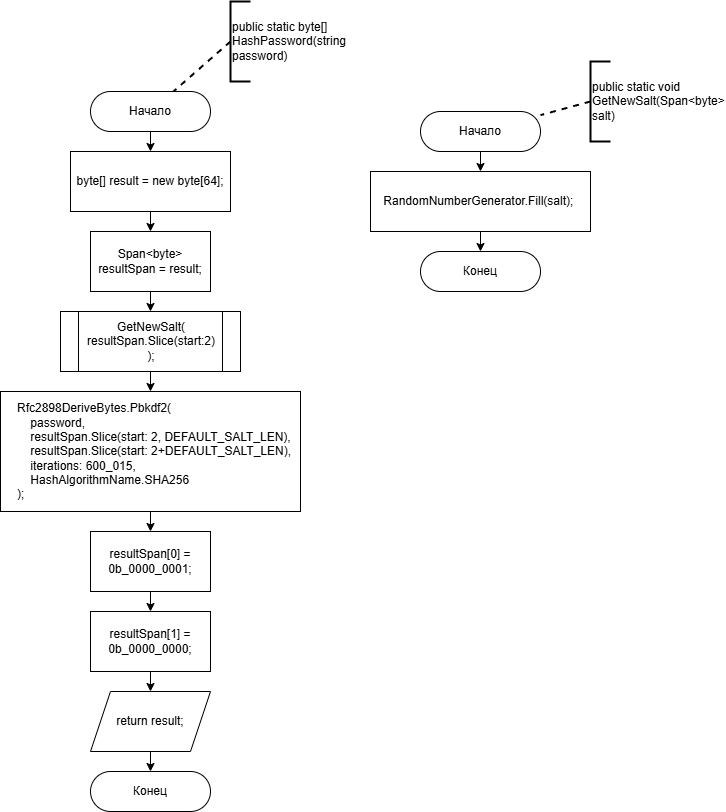 public static byte[]
HashPassword(string
password)
Начало
byte[] result = new byte[64];
Span<byte>
resultSpan = result;
GetNewSalt(
resultSpan.Slice(start:2)
);
Rfc2898DeriveBytes.Pbkdf2(
password,
resultSpan.Slice(start: 2, DEFAULT_SALT_LEN),
resultSpan.Slice(start: 2+DEFAULT_SALT_LEN),
iterations: 600_015,
HashAlgorithmName.SHA256
);
resultSpan[0] =
0b_0000_0001;
resultSpan[1] =
0b_0000_0000;
return result;
Конец
public static void
GetNewSalt(Span<byte>
salt)
Начало
RandomNumberGenerator.Fill(salt);
Конец